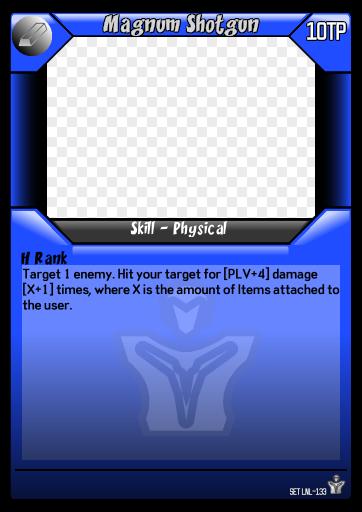 Magnum Shotgun
10TP
Skill - Physical
H Rank
Target 1 enemy. Hit your target for [PLV+4] damage
[X+1] times, where X is the amount of Items attached to
the user.
SET LNL-133